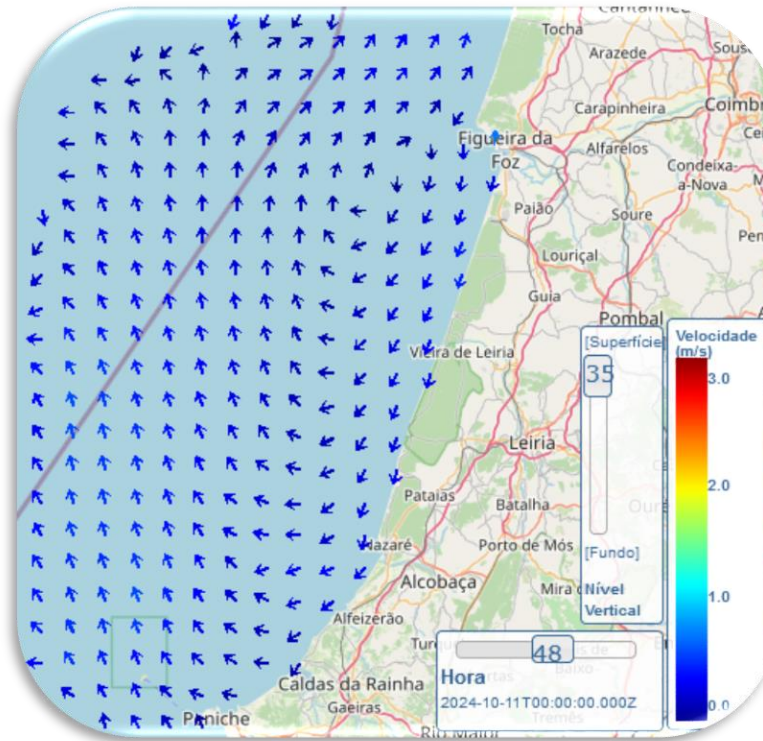 Tocha
Arazede
Carapinheira
Coimb
Figueira da
Foz
Alfarelos
Condeixa-
a-Nova
Paião
Soure
Louriçal
Guia
Pombal
Vieira de Leiria
[Superfície]
35
[Fundo]
Nível
Vertical
Velocidade
(m/s)
3.0
2.0
1.0
0.0
Leiria
Pataias
Batalha
Nazaré
Porto de Mós
Alcobaça
Mira d
Alfeizerão
Caldas da Rainha
Gaeiras
Peniche
48
Hora
2024-10-11T00:00:00.000Z